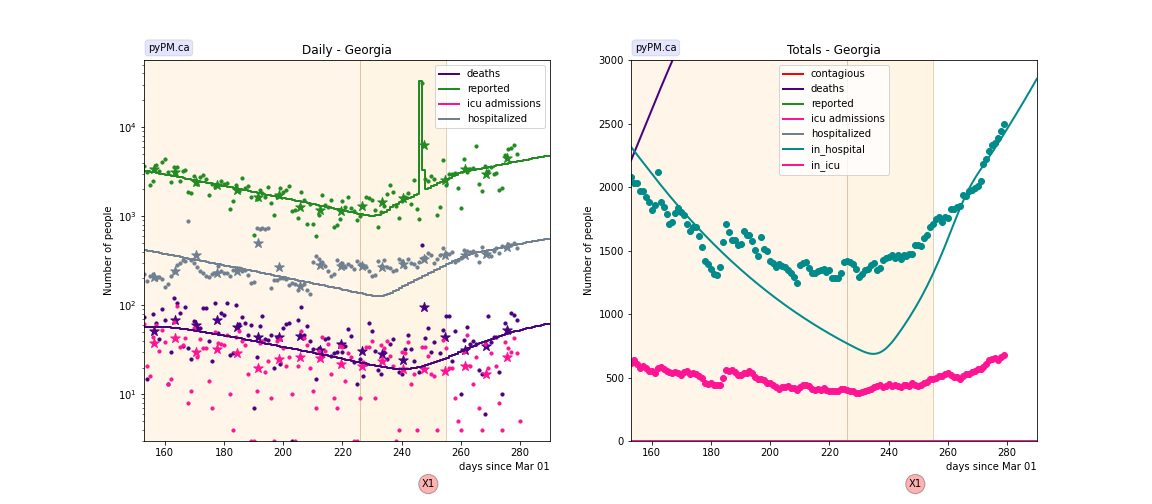 pyPM.ca
Daily - Georgia
deaths
reported
icu admissions
hospitalized
Number of people
10⁴
10³
10²
10¹
160 180 200 220 240 260 280
days since Mar 01
X1
pyPM.ca
Totals - Georgia
contagious
deaths
reported
icu admissions
hospitalized
in_hospital
in_icu
Number of people
3000
2500
2000
1500
1000
500
0
160 180 200 220 240 260 280
days since Mar 01
X1